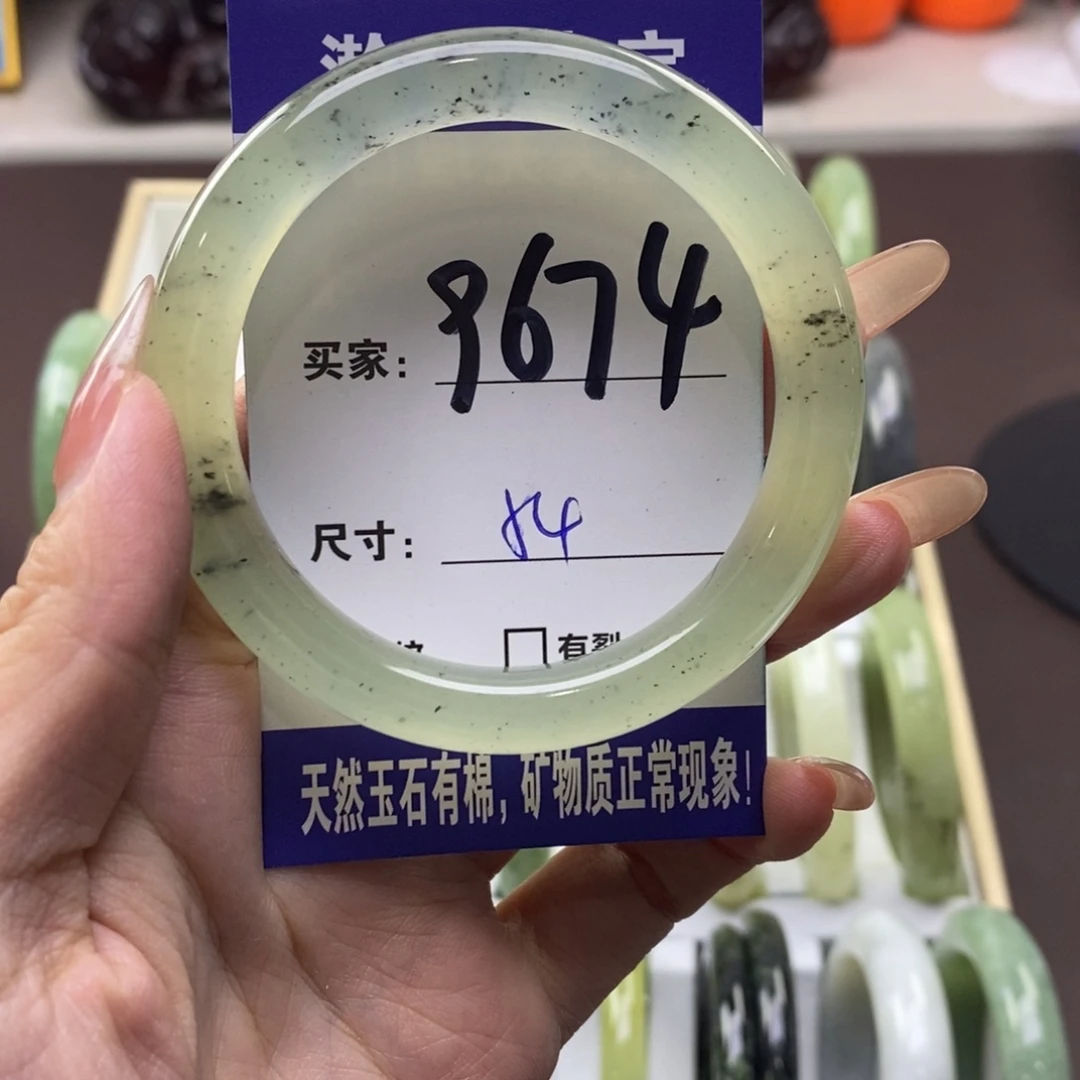 买家: 9674
尺寸: 54
有裂
天然玉石有棉, 矿物质正常现象!